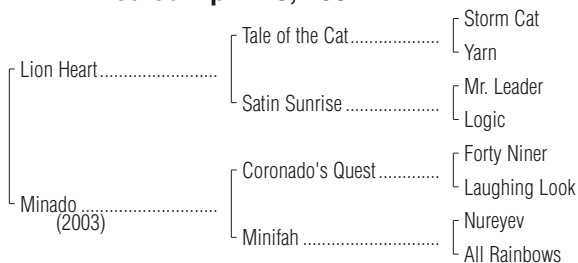 Storm Cat
Tale of the Cat
Yarn
Lion Heart
Mr. Leader
Satin Sunrise
Logic
Forty Niner
Coronado's Quest
Laughing Look
Minado
(2003)
Nureyev
Minifah
All Rainbows